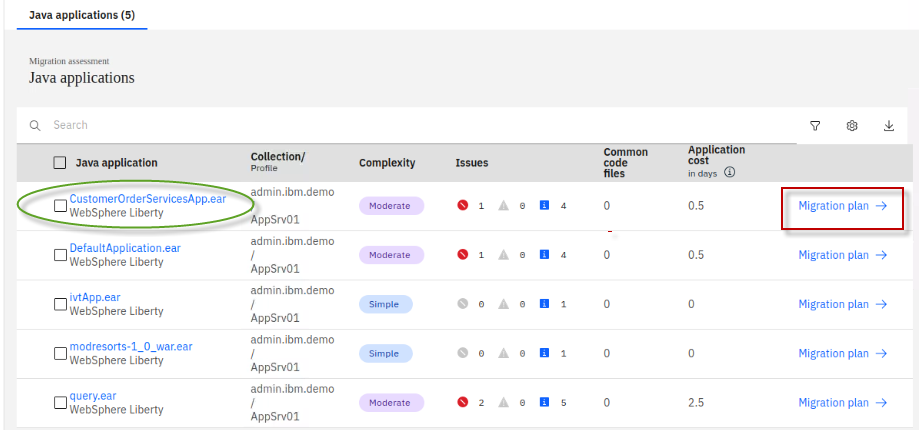 Java applications (5)
Migration assessment
Java applications
Search
Java application
Collection/
Profile
Complexity
Issues
Common
code
files
Application
cost
in days
CustomerOrderServicesApp.ear
WebSphere Liberty
admin.ibm.demo
/
AppSrv01
Moderate
1 0 4
0
0.5
Migration plan →
DefaultApplication.ear
WebSphere Liberty
admin.ibm.demo
/
AppSrv01
Moderate
1 0 4
0
0.5
Migration plan →
ivtApp.ear
WebSphere Liberty
admin.ibm.demo
/
AppSrv01
Simple
0 0 1
0
0
Migration plan →
modresorts-1_0_war.ear
WebSphere Liberty
admin.ibm.demo
/
AppSrv01
Simple
0 0 1
0
0
Migration plan →
query.ear
WebSphere Liberty
admin.ibm.demo
/
AppSrv01
Moderate
2 0 5
0
2.5
Migration plan →